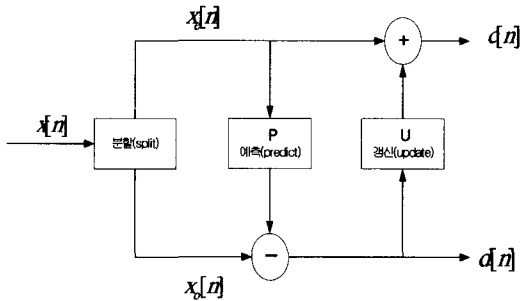 xₑ[n]
+
c[n]
x[n]
분할(split)
P
예측(predict)
U
갱신(update)
−
d[n]
xₒ[n]